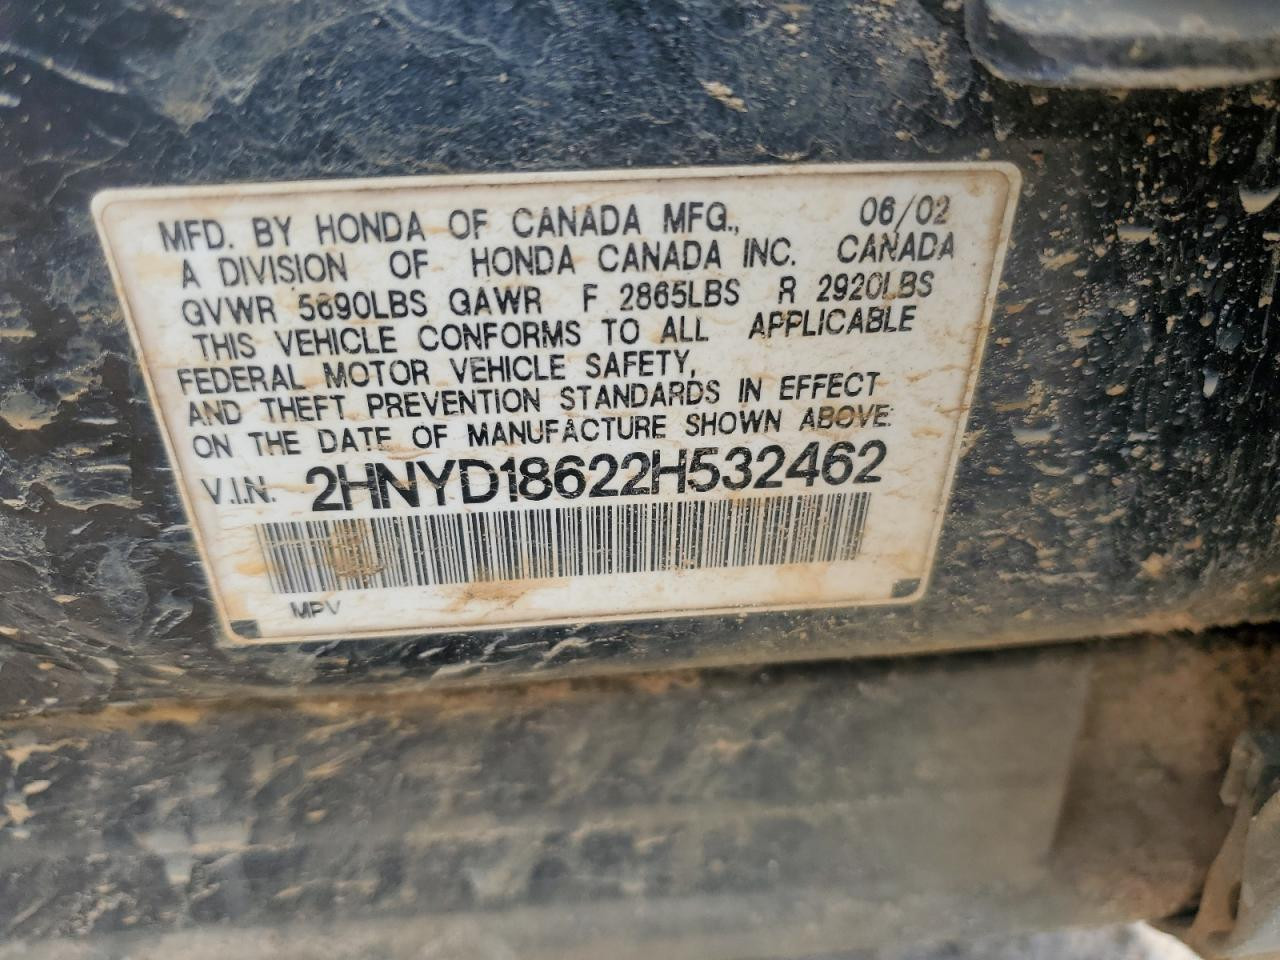 MFD. BY HONDA OF CANADA MFG., 06/02
A DIVISION OF HONDA CANADA INC. CANADA
GVWR 5690LBS GAWR F 2865LBS R 2920LBS
THIS VEHICLE CONFORMS TO ALL APPLICABLE
FEDERAL MOTOR VEHICLE SAFETY,
AND THEFT PREVENTION STANDARDS IN EFFECT
ON THE DATE OF MANUFACTURE SHOWN ABOVE:
V.I.N. 2HNYD18622H532462
MPV